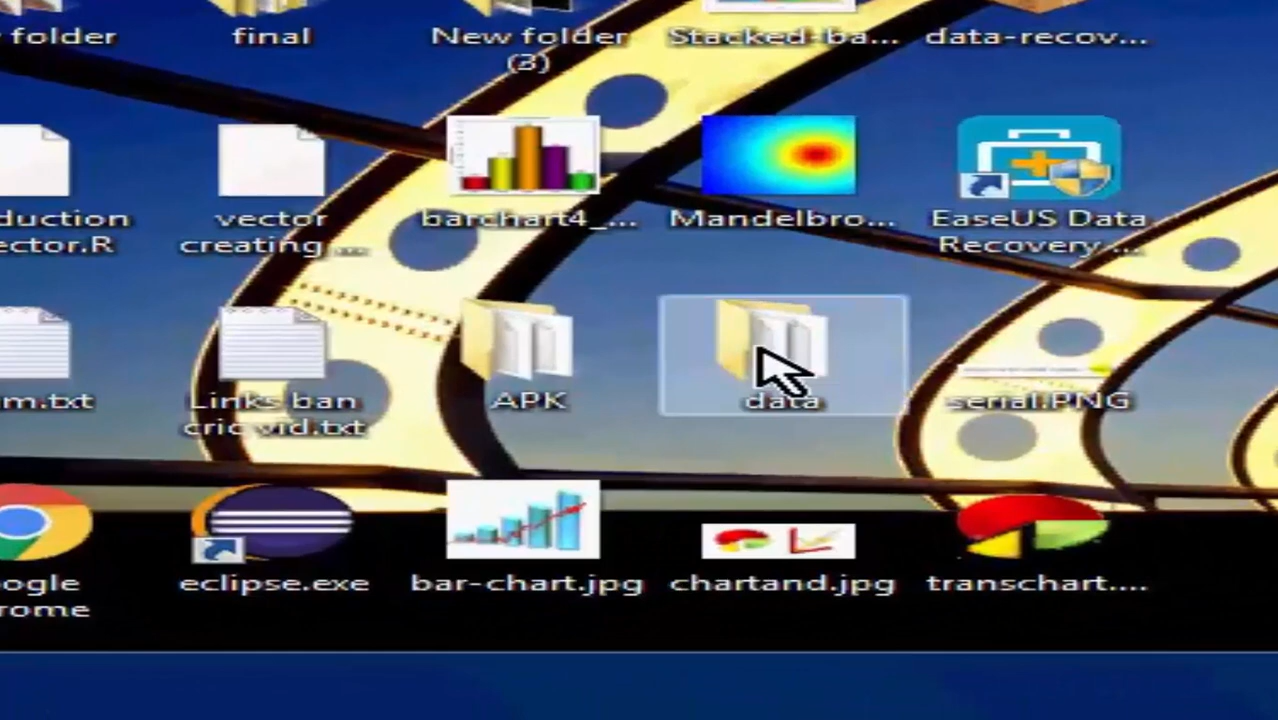 folder
final
New folder
(3)
Stacked-ba...
data-recov...
duction
ector.R
vector
creating ...
barchart4_...
Mandelbro...
EaseUS Data
Recovery ...
m.txt
Links ban
cric vid.txt
APK
data
serial.PNG
ogle
rome
eclipse.exe
bar-chart.jpg
chartand.jpg
transchart....